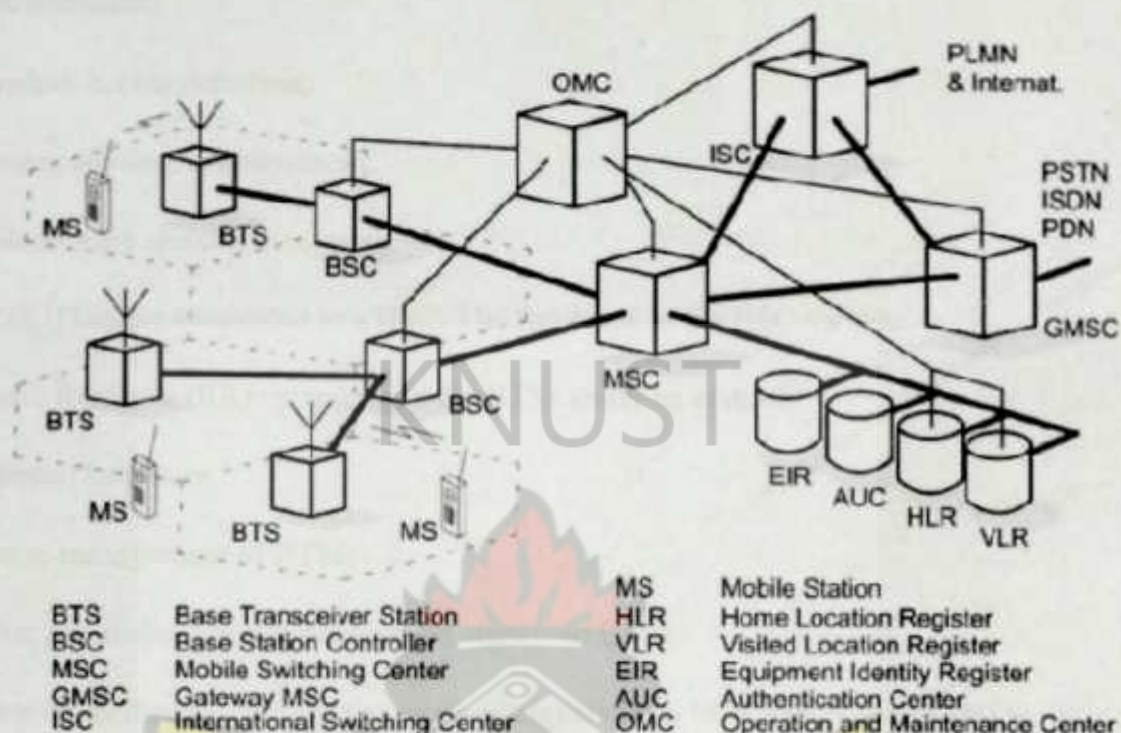 OMC
PLMN
& Internat.
ISC
PSTN
ISDN
PDN
MS
BTS
BSC
GMSC
MSC
KNUST
BTS
BSC
EIR
AUC
HLR
VLR
MS
BTS
MS
BTS Base Transceiver Station
BSC Base Station Controller
MSC Mobile Switching Center
GMSC Gateway MSC
ISC International Switching Center
MS Mobile Station
HLR Home Location Register
VLR Visited Location Register
EIR Equipment Identity Register
AUC Authentication Center
OMC Operation and Maintenance Center